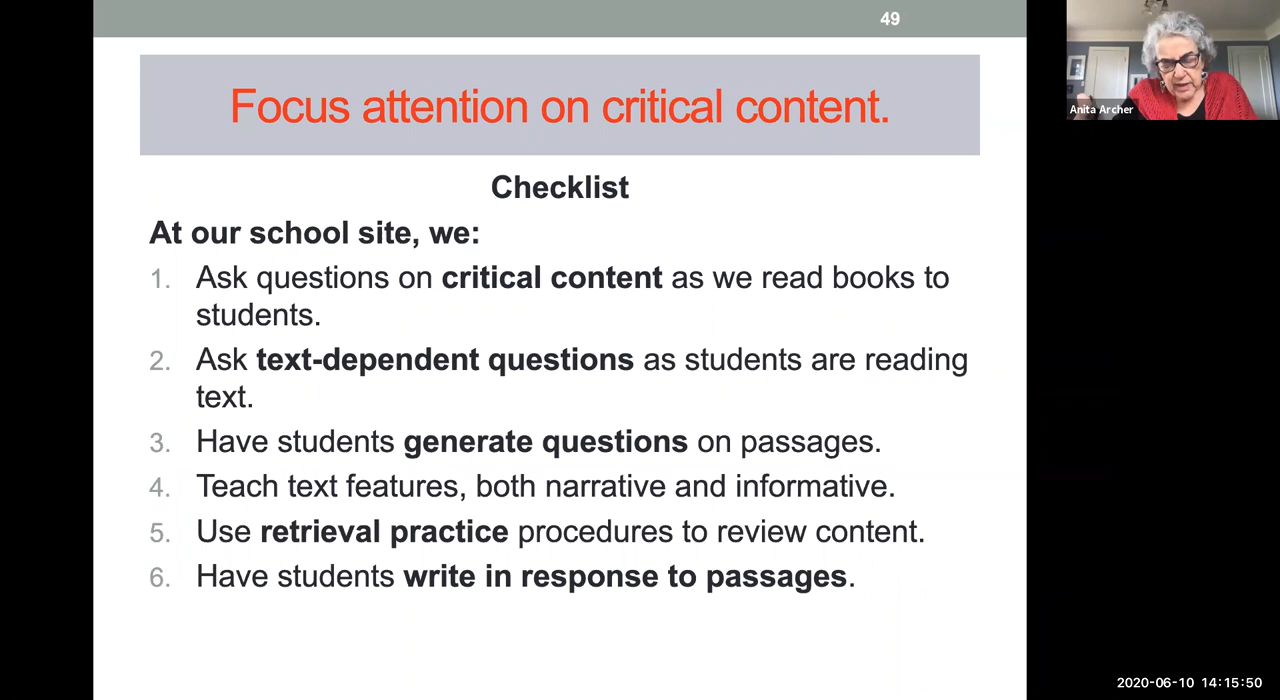 49
Focus attention on critical content.
Checklist
At our school site, we:
1. Ask questions on critical content as we read books to
students.
2. Ask text-dependent questions as students are reading
text.
3. Have students generate questions on passages.
4. Teach text features, both narrative and informative.
5. Use retrieval practice procedures to review content.
6. Have students write in response to passages.
Anita Archer
2020-06-10 14:15:50